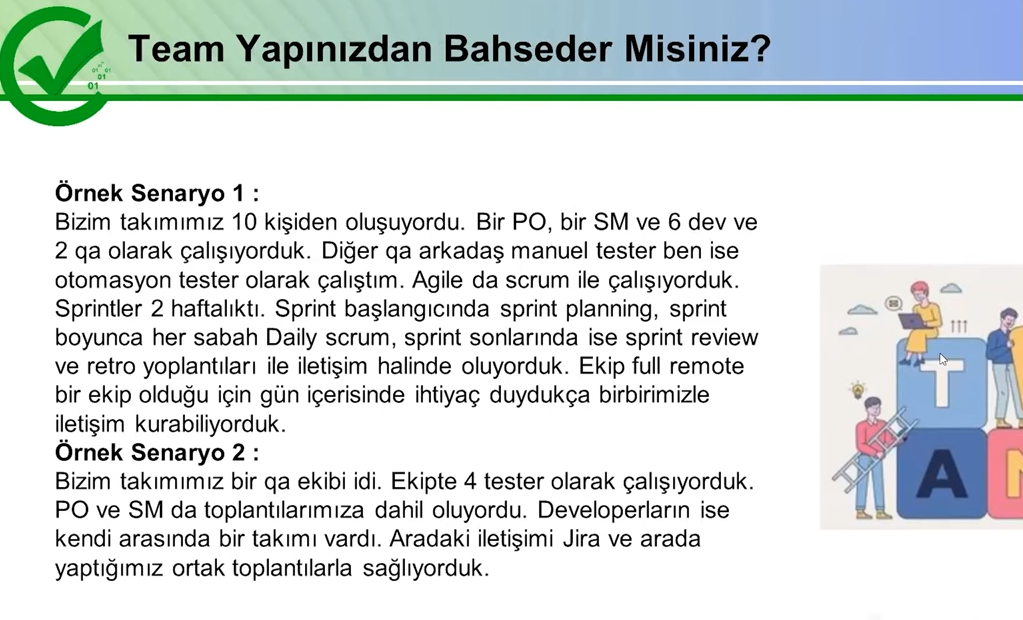 Team Yapınızdan Bahseder Misiniz?
01 01
01
01
Örnek Senaryo 1 :
Bizim takımımız 10 kişiden oluşuyordu. Bir PO, bir SM ve 6 dev ve
2 qa olarak çalışıyorduk. Diğer qa arkadaş manuel tester ben ise
otomasyon tester olarak çalıştım. Agile da scrum ile çalışıyorduk.
Sprintler 2 haftalıktı. Sprint başlangıcında sprint planning, sprint
boyunca her sabah Daily scrum, sprint sonlarında ise sprint review
ve retro yoplantıları ile iletişim halinde oluyorduk. Ekip full remote
bir ekip olduğu için gün içerisinde ihtiyaç duydukça birbirimizle
iletişim kurabiliyorduk.
Örnek Senaryo 2 :
Bizim takımımız bir qa ekibi idi. Ekipte 4 tester olarak çalışıyorduk.
PO ve SM da toplantılarımıza dahil oluyordu. Developerların ise
kendi arasında bir takımı vardı. Aradaki iletişimi Jira ve arada
yaptığımız ortak toplantılarla sağlıyorduk.
T
A